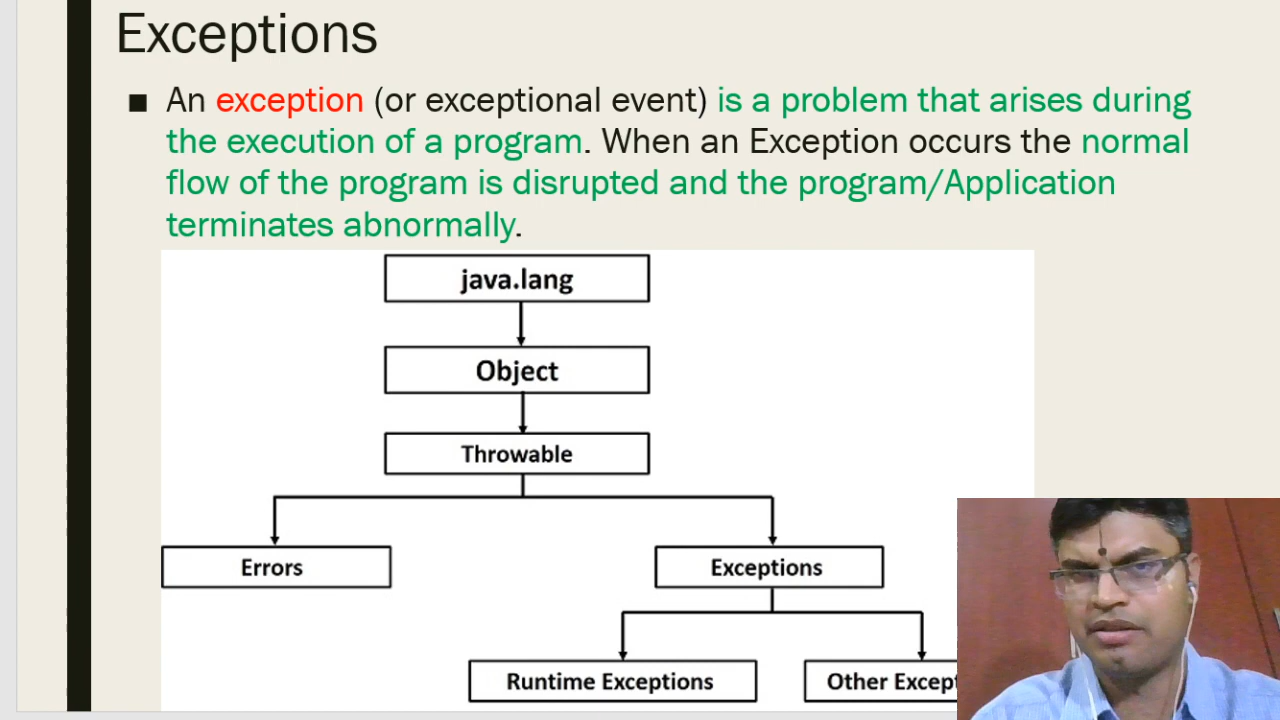 Exceptions
■ An exception (or exceptional event) is a problem that arises during
the execution of a program. When an Exception occurs the normal
flow of the program is disrupted and the program/Application
terminates abnormally.
java.lang
Object
Throwable
Errors Exceptions
Runtime Exceptions Other